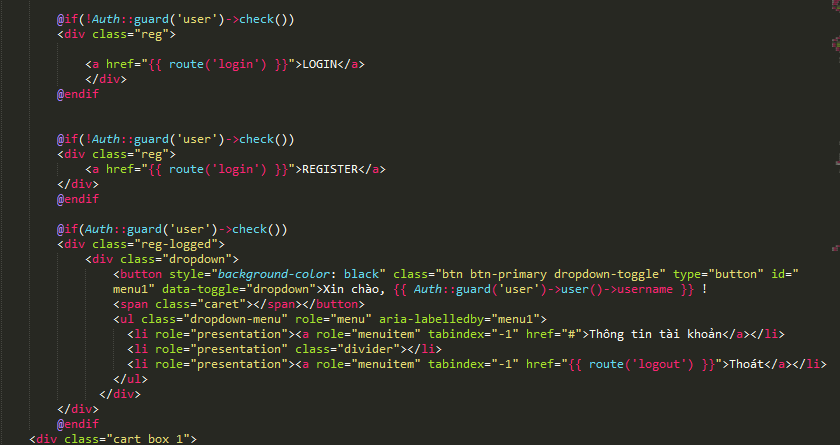 @if(!Auth::guard('user')->check())
<div class="reg">
<a href="{{ route('login') }}">LOGIN</a>
</div>
@endif
@if(!Auth::guard('user')->check())
<div class="reg">
<a href="{{ route('login') }}">REGISTER</a>
</div>
@endif
@if(Auth::guard('user')->check())
<div class="reg-logged">
<div class="dropdown">
<button style="background-color: black" class="btn btn-primary dropdown-toggle" type="button" id="
menu1" data-toggle="dropdown">Xin chào, {{ Auth::guard('user')->user()->username }} !
<span class="caret"></span></button>
<ul class="dropdown-menu" role="menu" aria-labelledby="menu1">
<li role="presentation"><a role="menuitem" tabindex="-1" href="#">Thông tin tài khoản</a></li>
<li role="presentation" class="divider"></li>
<li role="presentation"><a role="menuitem" tabindex="-1" href="{{ route('logout') }}">Thoát</a></li>
</ul>
</div>
</div>
@endif
<div class="cart box_1">